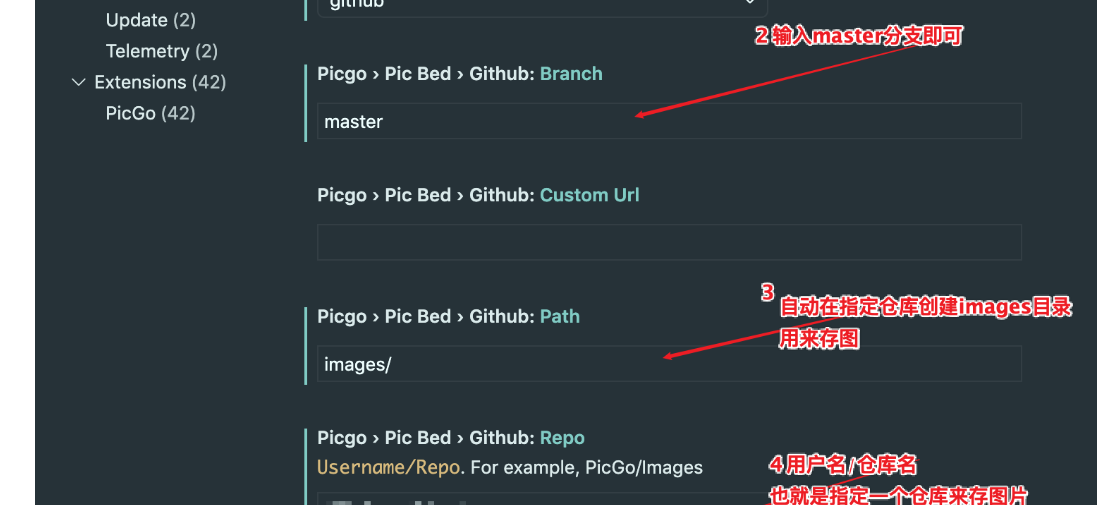 Update (2)
Telemetry (2)
Extensions (42)
PicGo (42)
github
2 输入master分支即可
Picgo › Pic Bed › Github: Branch
master
Picgo › Pic Bed › Github: Custom Url
3
自动在指定仓库创建images目录
用来存图
Picgo › Pic Bed › Github: Path
images/
Picgo › Pic Bed › Github: Repo
Username/Repo. For example, PicGo/Images
4 用户名/仓库名
也就是指定一个仓库来存图片